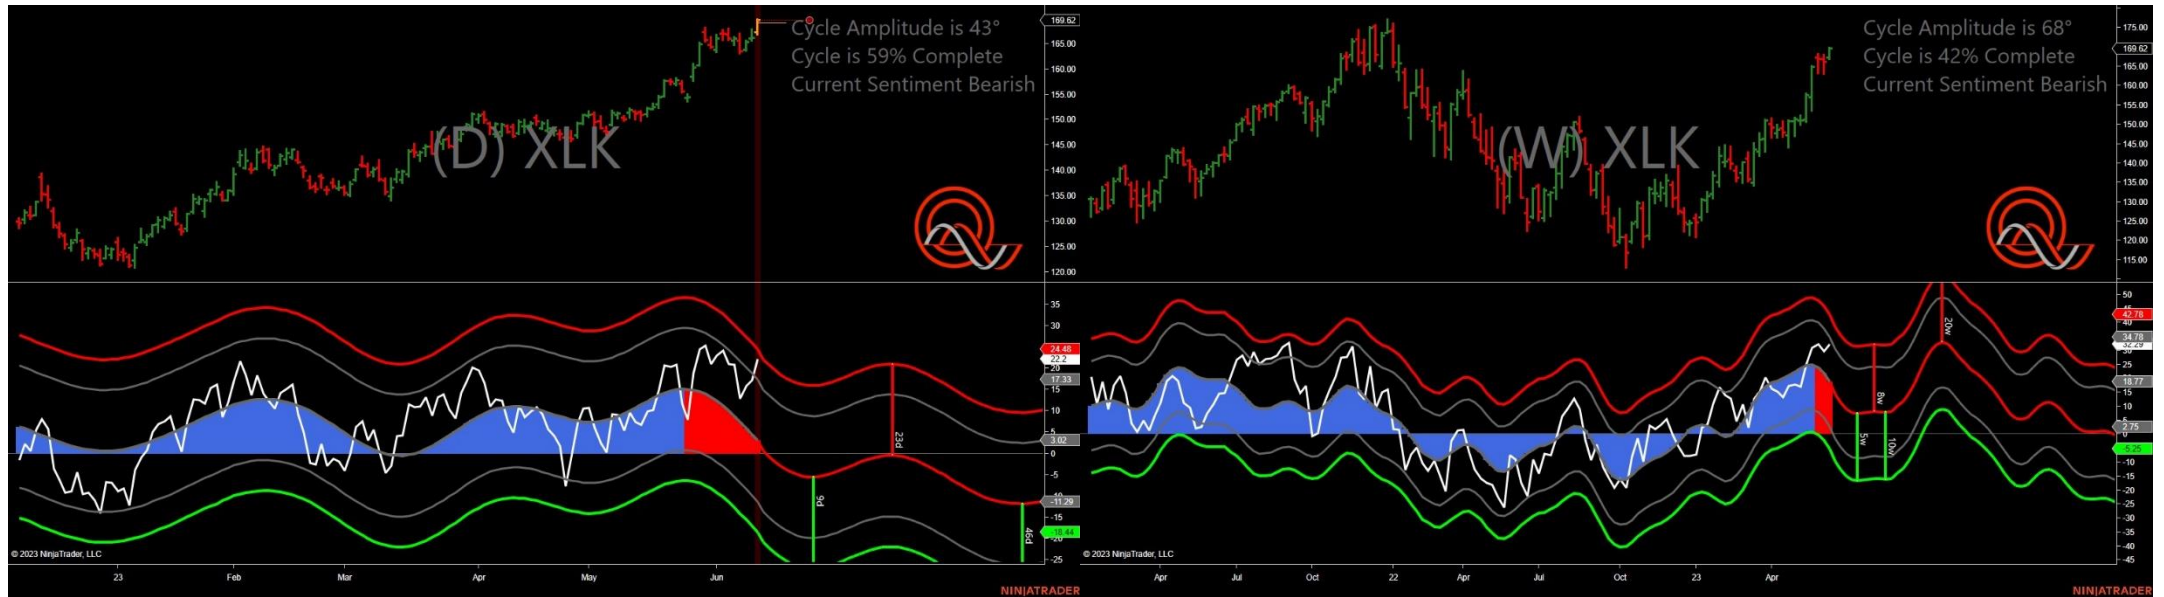 Cycle Amplitude is 43°
Cycle is 59% Complete
Current Sentiment Bearish
(D) XLK
169.62
165.00
160.00
155.00
150.00
145.00
140.00
135.00
130.00
125.00
120.00
35
30
24.48
22.2
20
17.33
15
10
5
3.02
0
-5
-11.29
-15
-18.44
-20
-25
23d
9d
46d
© 2023 NinjaTrader, LLC
23
Feb
Mar
Apr
May
Jun
NINJATRADER
Cycle Amplitude is 68°
Cycle is 42% Complete
Current Sentiment Bearish
(W) XLK
175.00
169.62
165.00
160.00
155.00
150.00
145.00
140.00
135.00
130.00
125.00
120.00
115.00
50
45
42.78
40
34.78
32.29
30
25
18.77
15
10
5
2.75
0
-5.25
-10
-15
-20
-25
-30
-35
-40
-45
20w
8w
5w
10w
© 2023 NinjaTrader, LLC
Apr
Jul
Oct
22
Apr
Jul
Oct
23
Apr
NINJATRADER